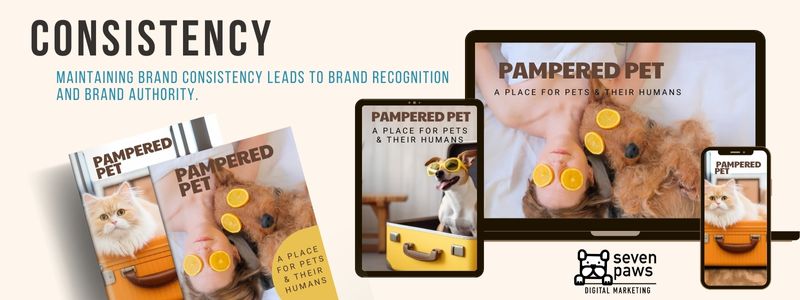 CONSISTENCY
MAINTAINING BRAND CONSISTENCY LEADS TO BRAND RECOGNITION
AND BRAND AUTHORITY.
PAMPERED
PET
PAMPERED
PET
A PLACE
FOR PETS
& THEIR
HUMANS
PAMPERED PET
A PLACE FOR PETS
& THEIR HUMANS
PAMPERED PET
A PLACE FOR PETS & THEIR HUMANS
PAMPERED
PET
seven
paws
DIGITAL MARKETING